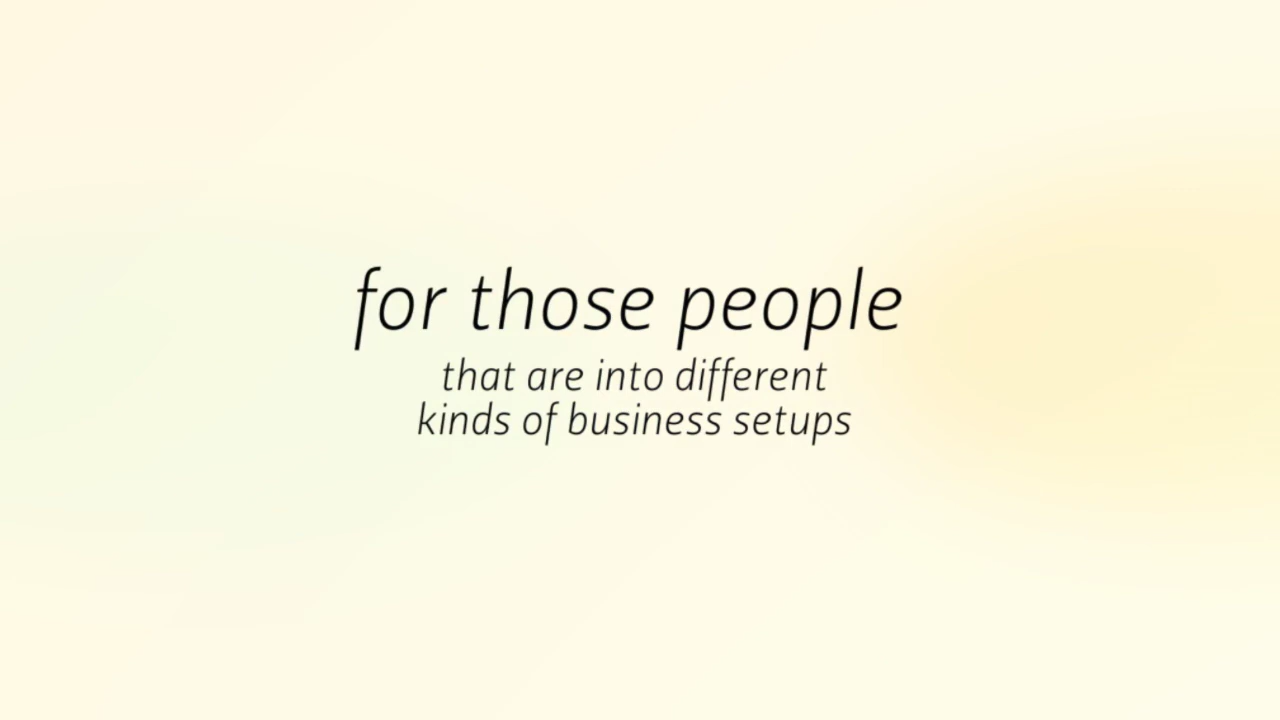 for those people
that are into different
kinds of business setups